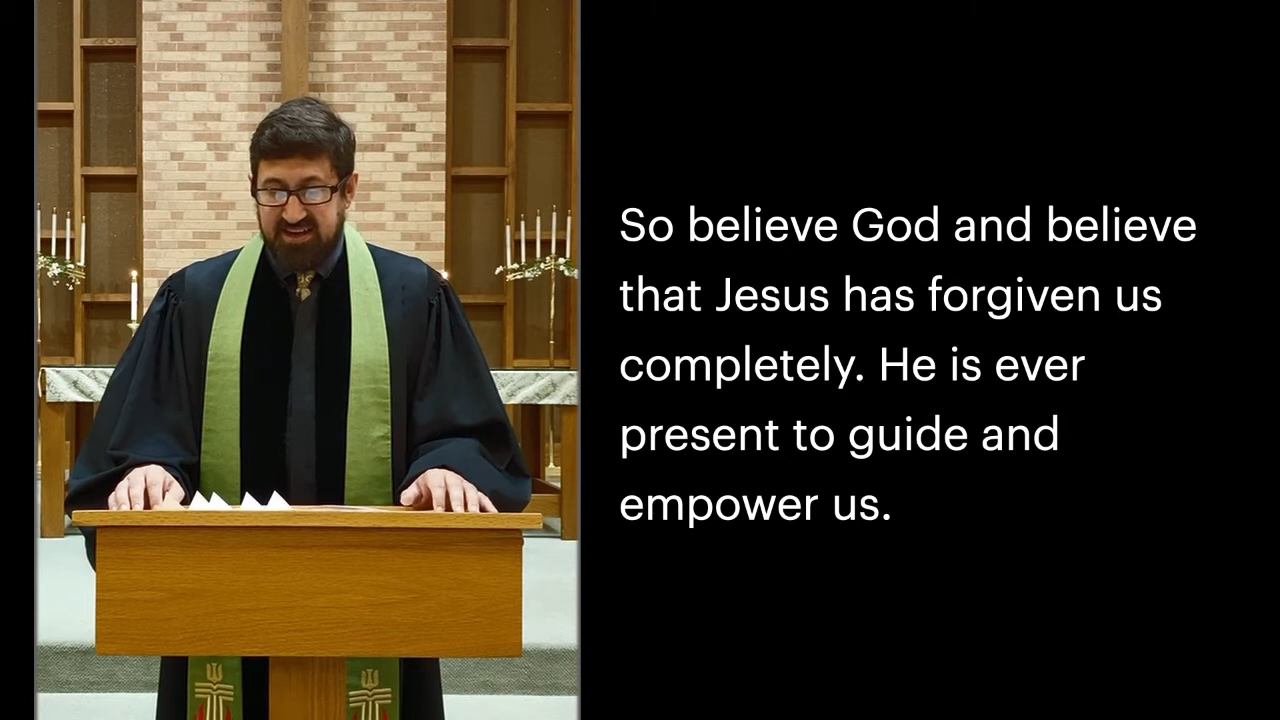 So believe God and believe
that Jesus has forgiven us
completely. He is ever
present to guide and
empower us.